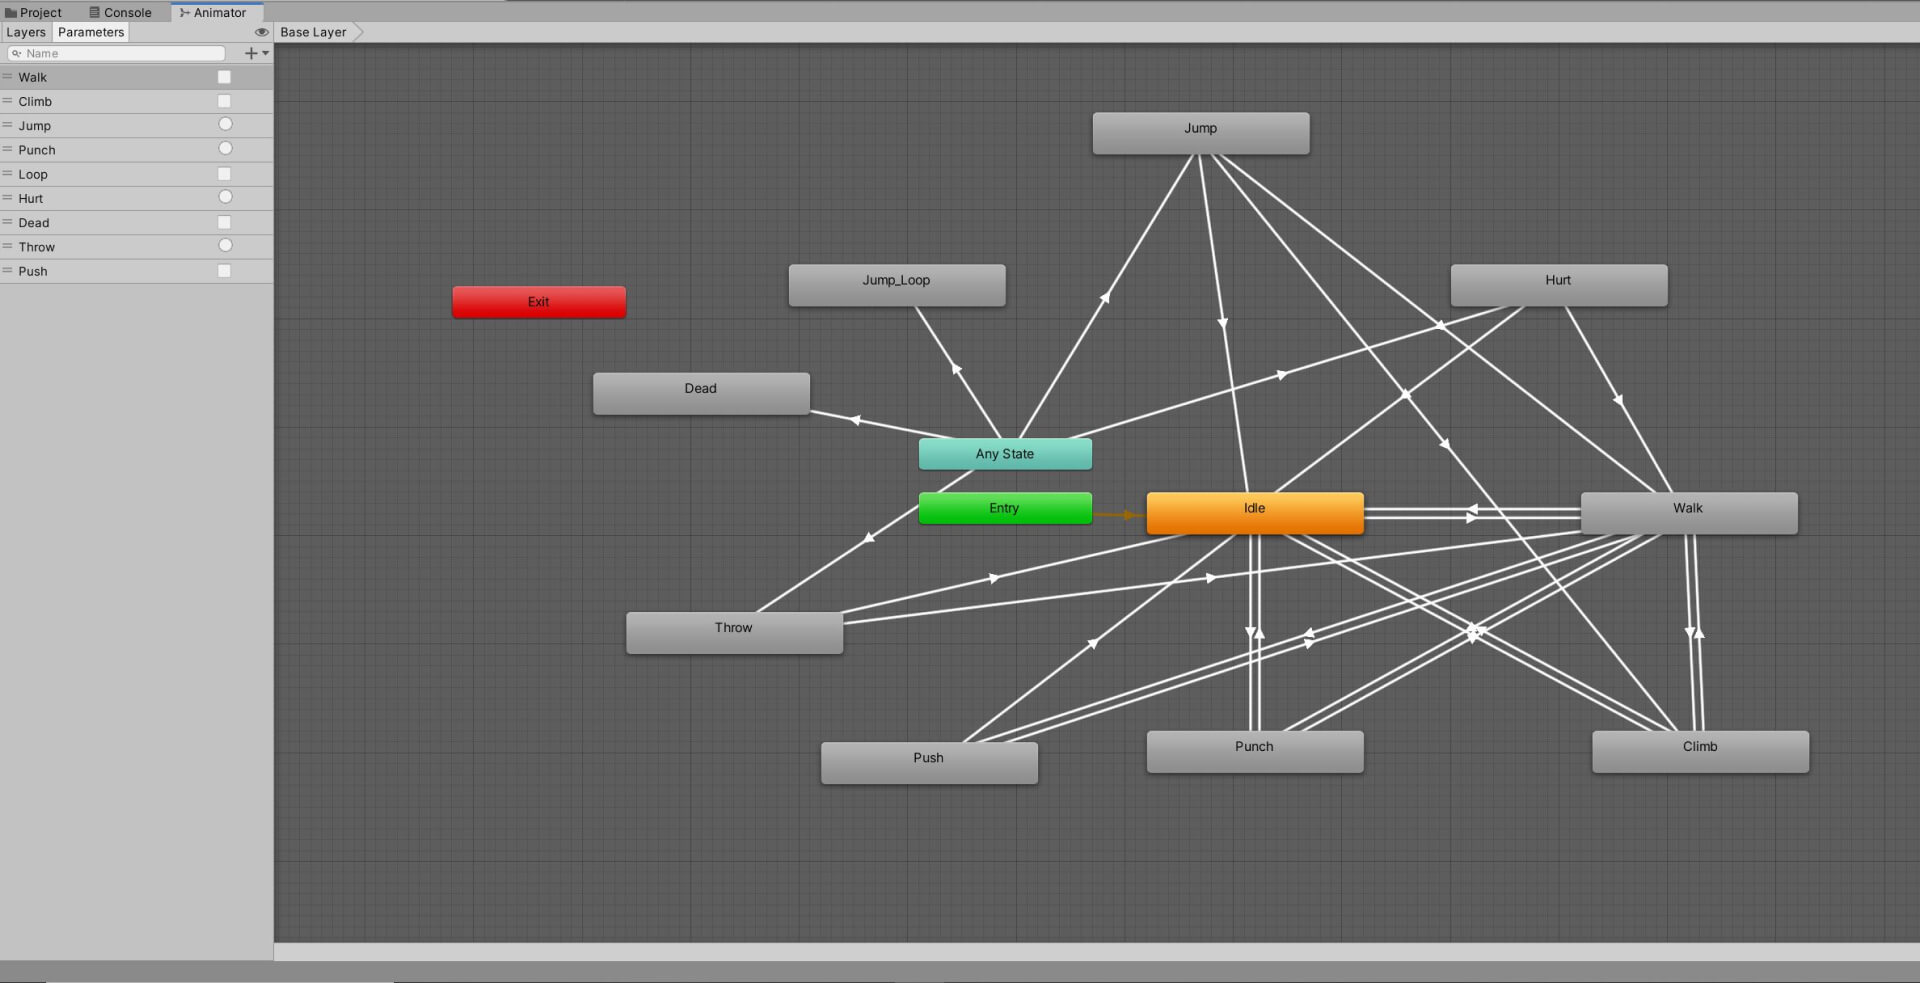 Project Console Animator
Layers Parameters
Base Layer
Name
Walk
Climb
Jump
Punch
Loop
Hurt
Dead
Throw
Push
Jump
Jump_Loop
Hurt
Exit
Dead
Any State
Entry
Idle
Walk
Throw
Push
Punch
Climb